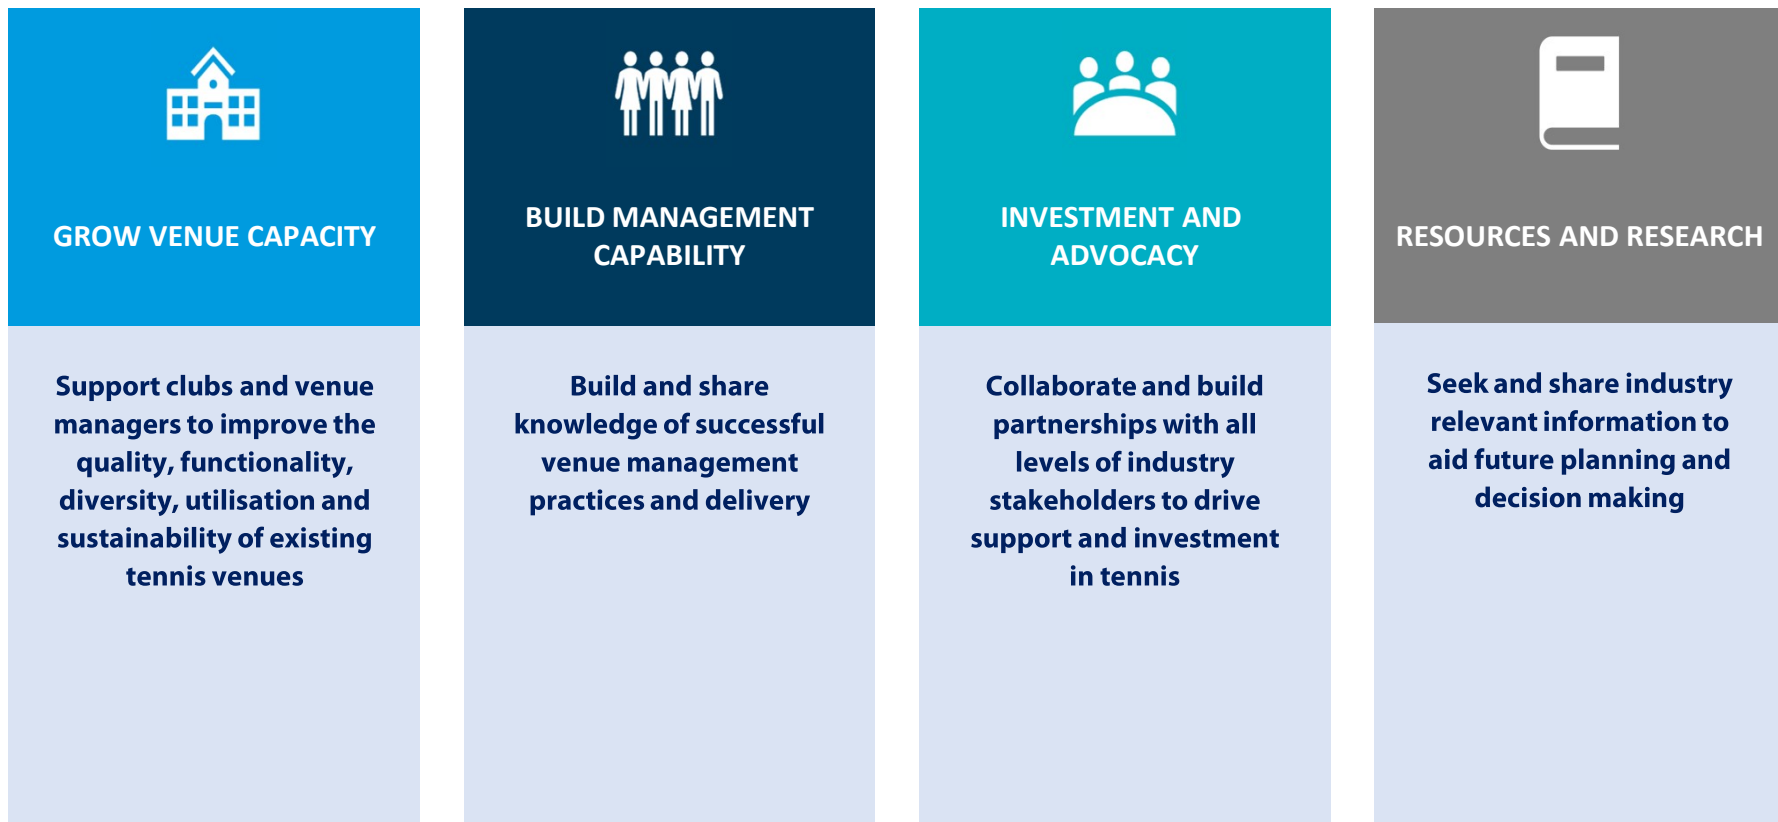 GROW VENUE CAPACITY
Support clubs and venue
managers to improve the
quality, functionality,
diversity, utilisation and
sustainability of existing
tennis venues
BUILD MANAGEMENT
CAPABILITY
Build and share
knowledge of successful
venue management
practices and delivery
INVESTMENT AND
ADVOCACY
Collaborate and build
partnerships with all
levels of industry
stakeholders to drive
support and investment
in tennis
RESOURCES AND RESEARCH
Seek and share industry
relevant information to
aid future planning and
decision making